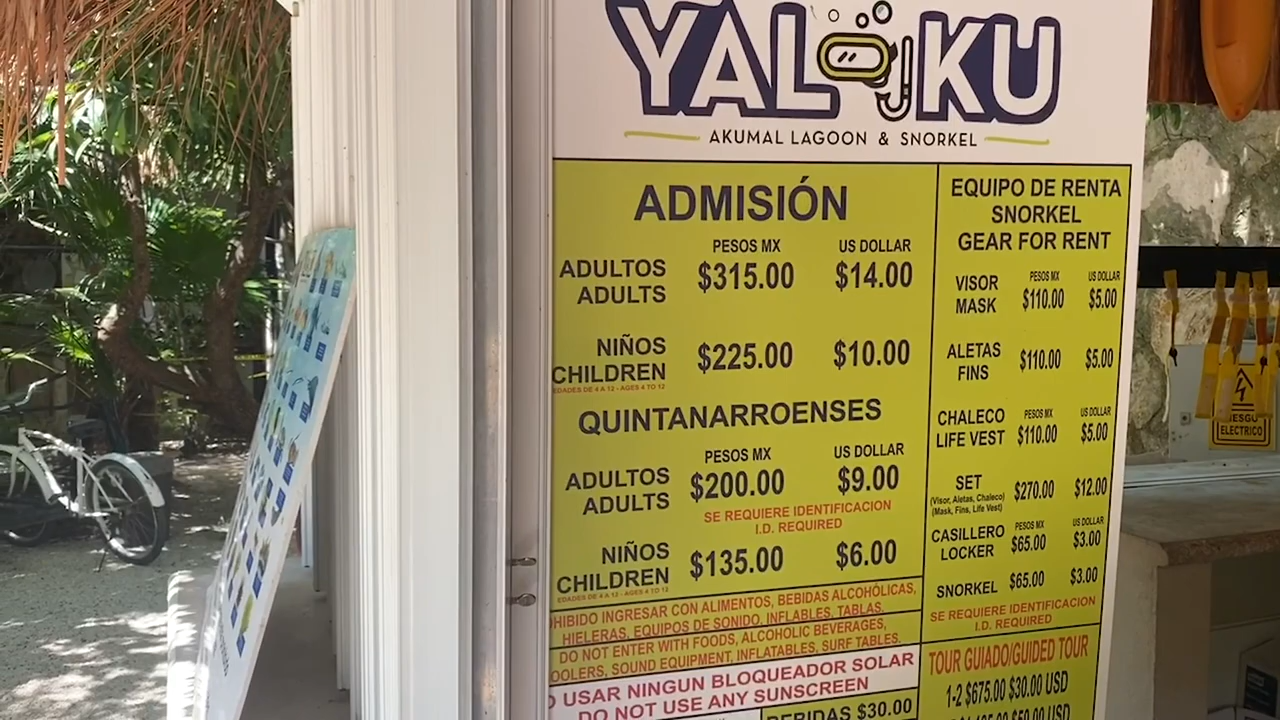 YAL KU
AKUMAL LAGOON & SNORKEL
ADMISIÓN
PESOS MX US DOLLAR
ADULTOS
ADULTS
$315.00 $14.00
NIÑOS
CHILDREN
$225.00 $10.00
EDADES DE 4 A 12 - AGES 4 TO 12
QUINTANARROENSES
PESOS MX US DOLLAR
ADULTOS
ADULTS
$200.00 $9.00
SE REQUIERE IDENTIFICACION
I.D. REQUIRED
NIÑOS
CHILDREN
$135.00 $6.00
EDADES DE 4 A 12 - AGES 4 TO 12
HIBIDO INGRESAR CON ALIMENTOS, BEBIDAS ALCOHÓLICAS,
HIELERAS, EQUIPOS DE SONIDO, INFLABLES, TABLAS.
DO NOT ENTER WITH FOODS, ALCOHOLIC BEVERAGES,
OOLERS, SOUND EQUIPMENT, INFLATABLES, SURF TABLES.
O USAR NINGUN BLOQUEADOR SOLAR
DO NOT USE ANY SUNSCREEN
BEBIDAS $30.00
EQUIPO DE RENTA
SNORKEL
GEAR FOR RENT
PESOS MX US DOLLAR
VISOR
MASK
$110.00 $5.00
ALETAS
FINS
$110.00 $5.00
PESOS MX US DOLLAR
CHALECO
LIFE VEST
$110.00 $5.00
SET
(Visor, Aletas, Chaleco)
(Mask, Fins, Life Vest)
$270.00 $12.00
PESOS MX US DOLLAR
CASILLERO
LOCKER
$65.00 $3.00
SNORKEL $65.00 $3.00
SE REQUIERE IDENTIFICACION
I.D. REQUIRED
TOUR GUIADO/GUIDED TOUR
1-2 $675.00 $30.00 USD
RIESGO
ELECTRICO